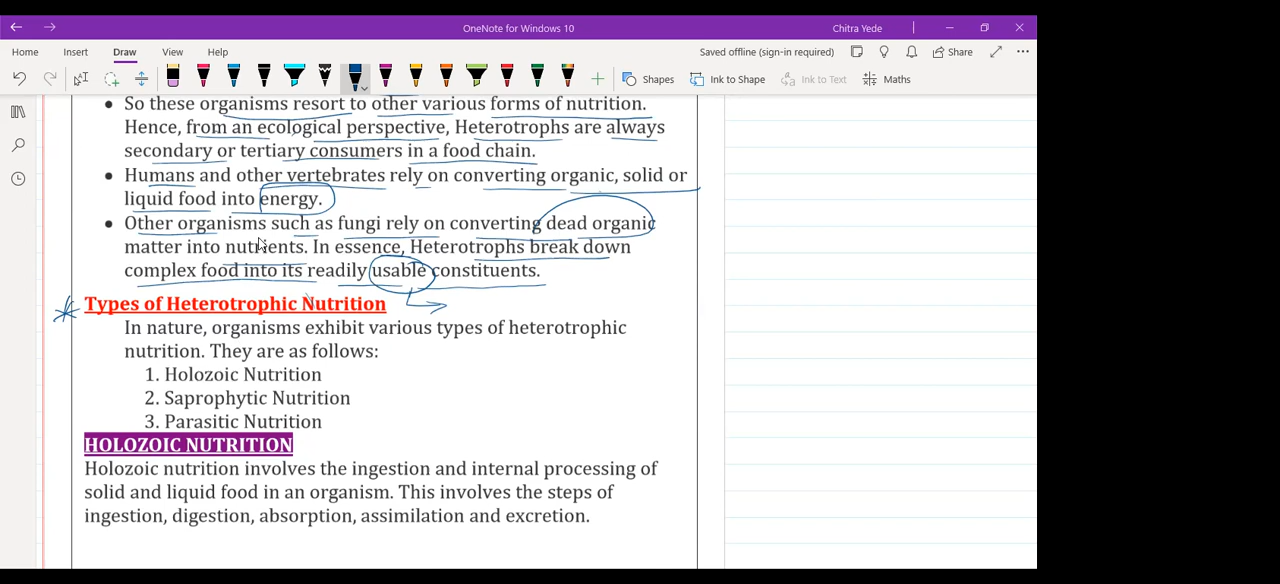 OneNote for Windows 10
Chitra Yede
Home Insert Draw View Help
Saved offline (sign-in required)
Share
Shapes
Ink to Shape
Ink to Text
Maths
• So these organisms resort to other various forms of nutrition.
Hence, from an ecological perspective, Heterotrophs are always
secondary or tertiary consumers in a food chain.
• Humans and other vertebrates rely on converting organic, solid or
liquid food into energy.
• Other organisms such as fungi rely on converting dead organic
matter into nutrients. In essence, Heterotrophs break down
complex food into its readily usable constituents.
Types of Heterotrophic Nutrition
In nature, organisms exhibit various types of heterotrophic
nutrition. They are as follows:
1. Holozoic Nutrition
2. Saprophytic Nutrition
3. Parasitic Nutrition
HOLOZOIC NUTRITION
Holozoic nutrition involves the ingestion and internal processing of
solid and liquid food in an organism. This involves the steps of
ingestion, digestion, absorption, assimilation and excretion.